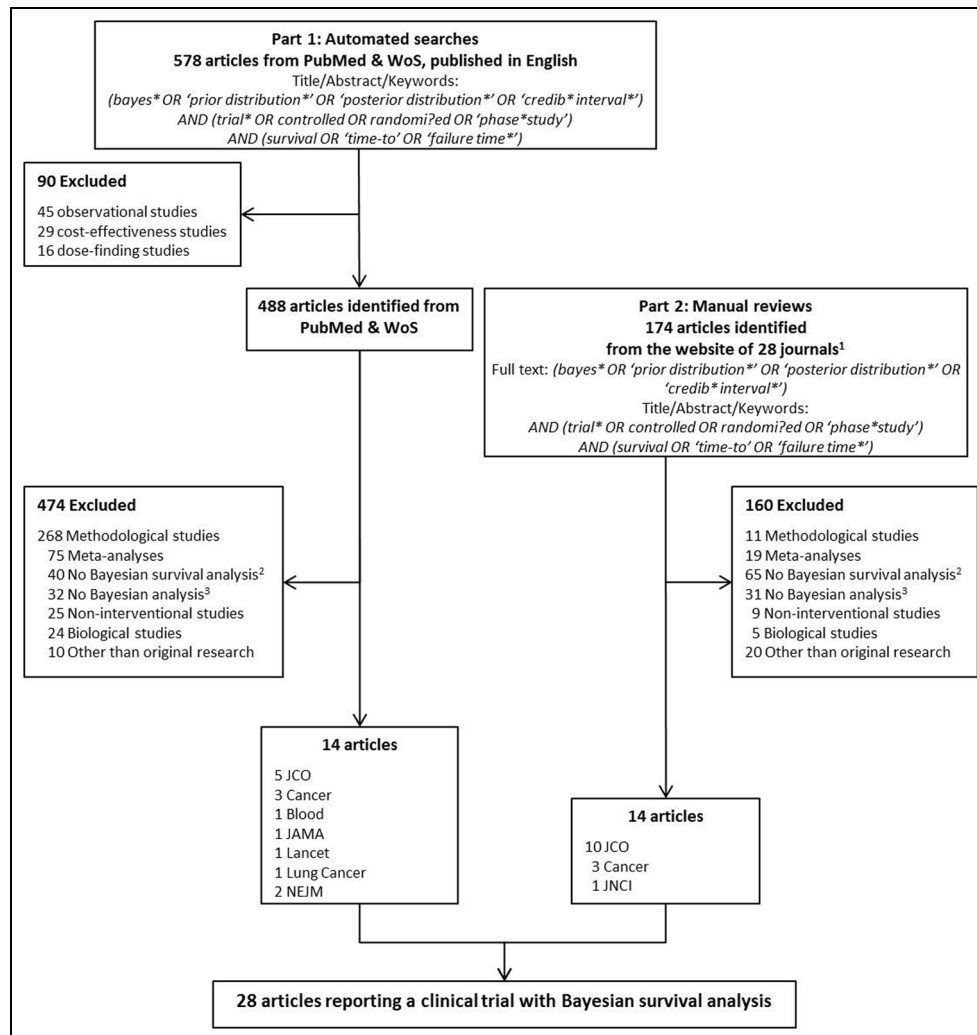 Part 1: Automated searches
578 articles from PubMed & WoS, published in English
Title/Abstract/Keywords:
(bayes* OR ‘prior distribution*’ OR ‘posterior distribution*’ OR ‘credib* interval*’)
AND (trial* OR controlled OR randomi?ed OR ‘phase*study’)
AND (survival OR ‘time-to’ OR ‘failure time*’)
90 Excluded
45 observational studies
29 cost-effectiveness studies
16 dose-finding studies
488 articles identified from
PubMed & WoS
Part 2: Manual reviews
174 articles identified
from the website of 28 journals¹
Full text: (bayes* OR ‘prior distribution*’ OR ‘posterior distribution*’ OR
‘credib* interval*’)
Title/Abstract/Keywords:
AND (trial* OR controlled OR randomi?ed OR ‘phase*study’)
AND (survival OR ‘time-to’ OR ‘failure time*’)
474 Excluded
268 Methodological studies
75 Meta-analyses
40 No Bayesian survival analysis²
32 No Bayesian analysis³
25 Non-interventional studies
24 Biological studies
10 Other than original research
160 Excluded
11 Methodological studies
19 Meta-analyses
65 No Bayesian survival analysis²
31 No Bayesian analysis³
9 Non-interventional studies
5 Biological studies
20 Other than original research
14 articles
5 JCO
3 Cancer
1 Blood
1 JAMA
1 Lancet
1 Lung Cancer
2 NEJM
14 articles
10 JCO
3 Cancer
1 JNCI
28 articles reporting a clinical trial with Bayesian survival analysis